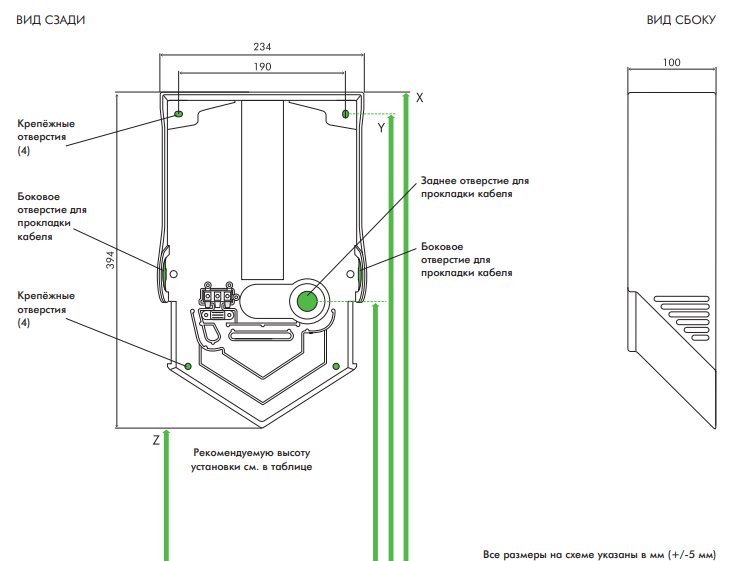 ВИД СЗАДИ
ВИД СБОКУ
234
190
100
X
Y
Крепёжные
отверстия
(4)
Заднее отверстие для
прокладки кабеля
Боковое
отверстие для
прокладки
кабеля
Боковое
отверстие для
прокладки кабеля
394
Крепёжные
отверстия
(4)
Z
Рекомендуемую высоту
установки см. в таблице
Все размеры на схеме указаны в мм (+/-5 мм)